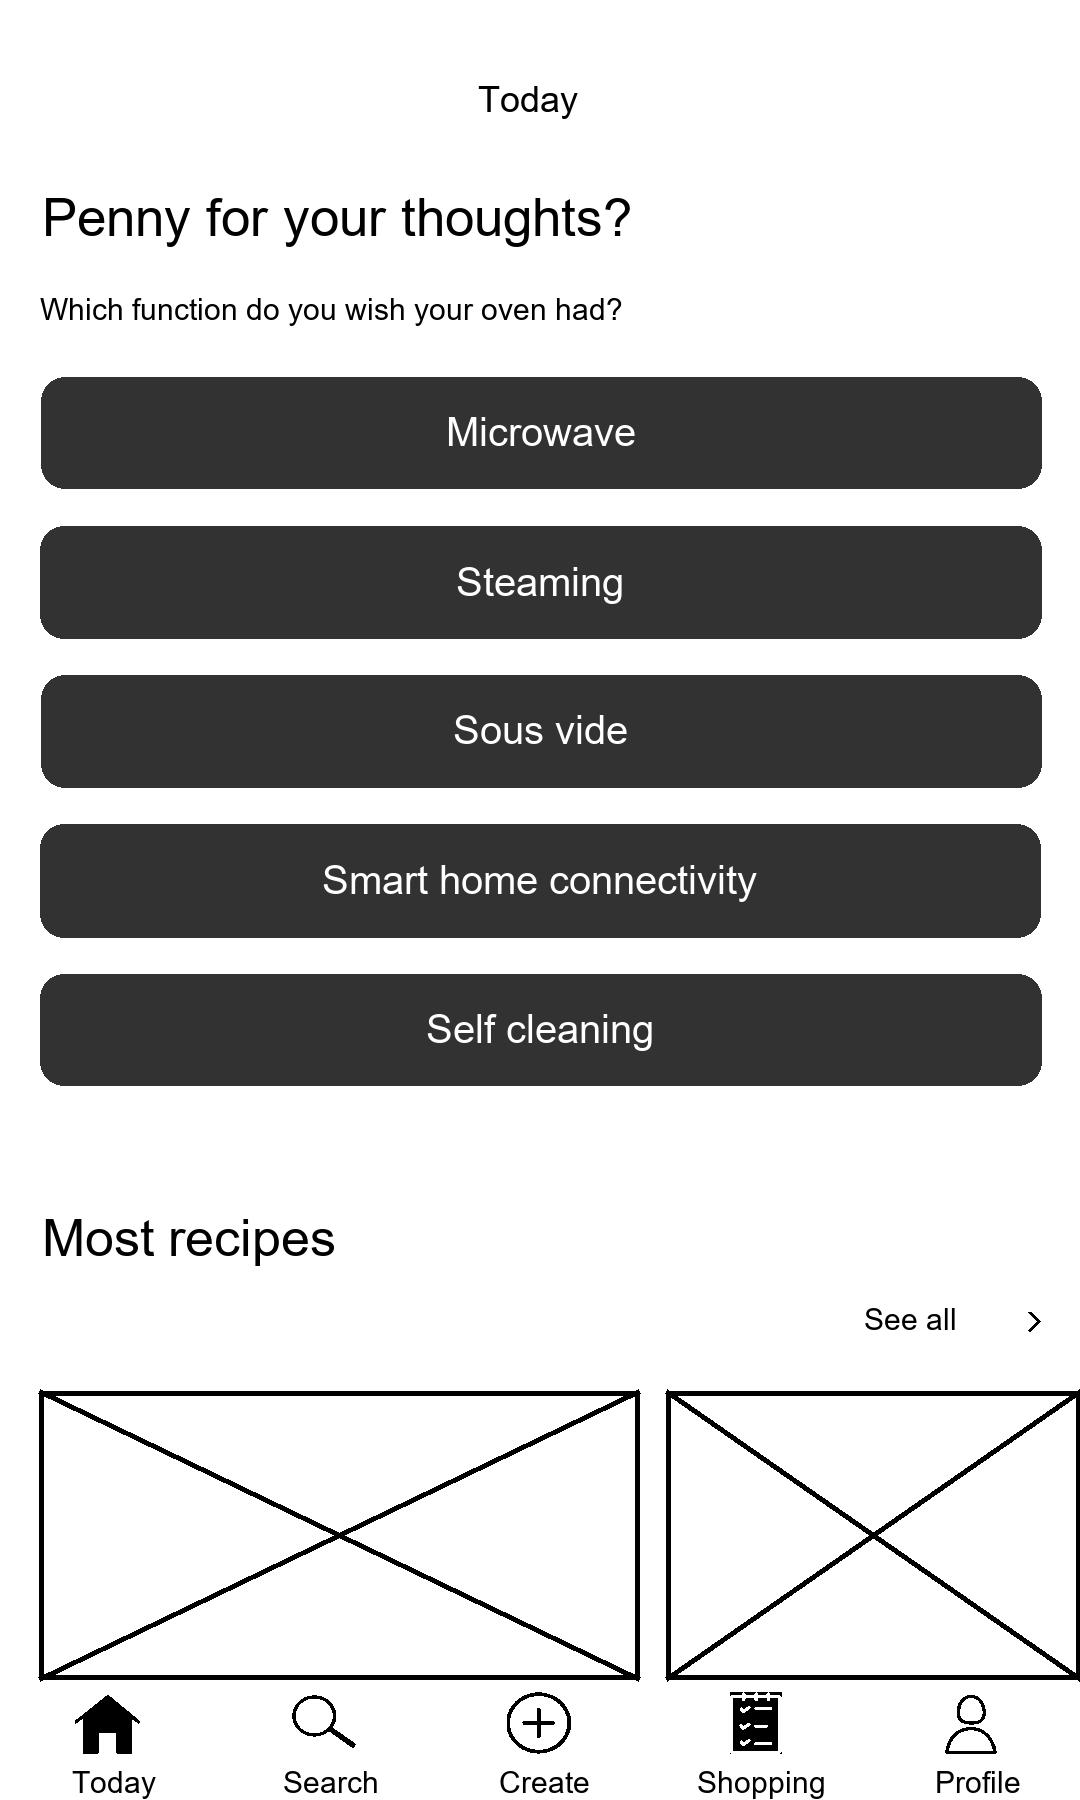 Today
Penny for your thoughts?
Which function do you wish your oven had?
Microwave
Steaming
Sous vide
Smart home connectivity
Self cleaning
Most recipes
See all
Today
Search
Create
Shopping
Profile